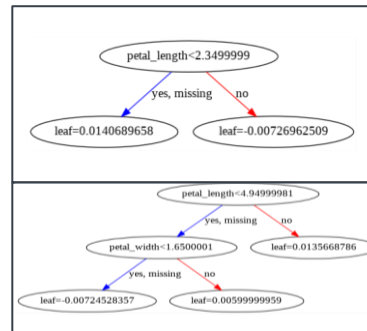 petal_length<2.3499999
yes, missing
no
leaf=0.0140689658
leaf=-0.00726962509
petal_length<4.94999981
yes, missing
no
petal_width<1.6500001
leaf=0.0135668786
yes, missing
no
leaf=-0.00724528357
leaf=0.00599999959